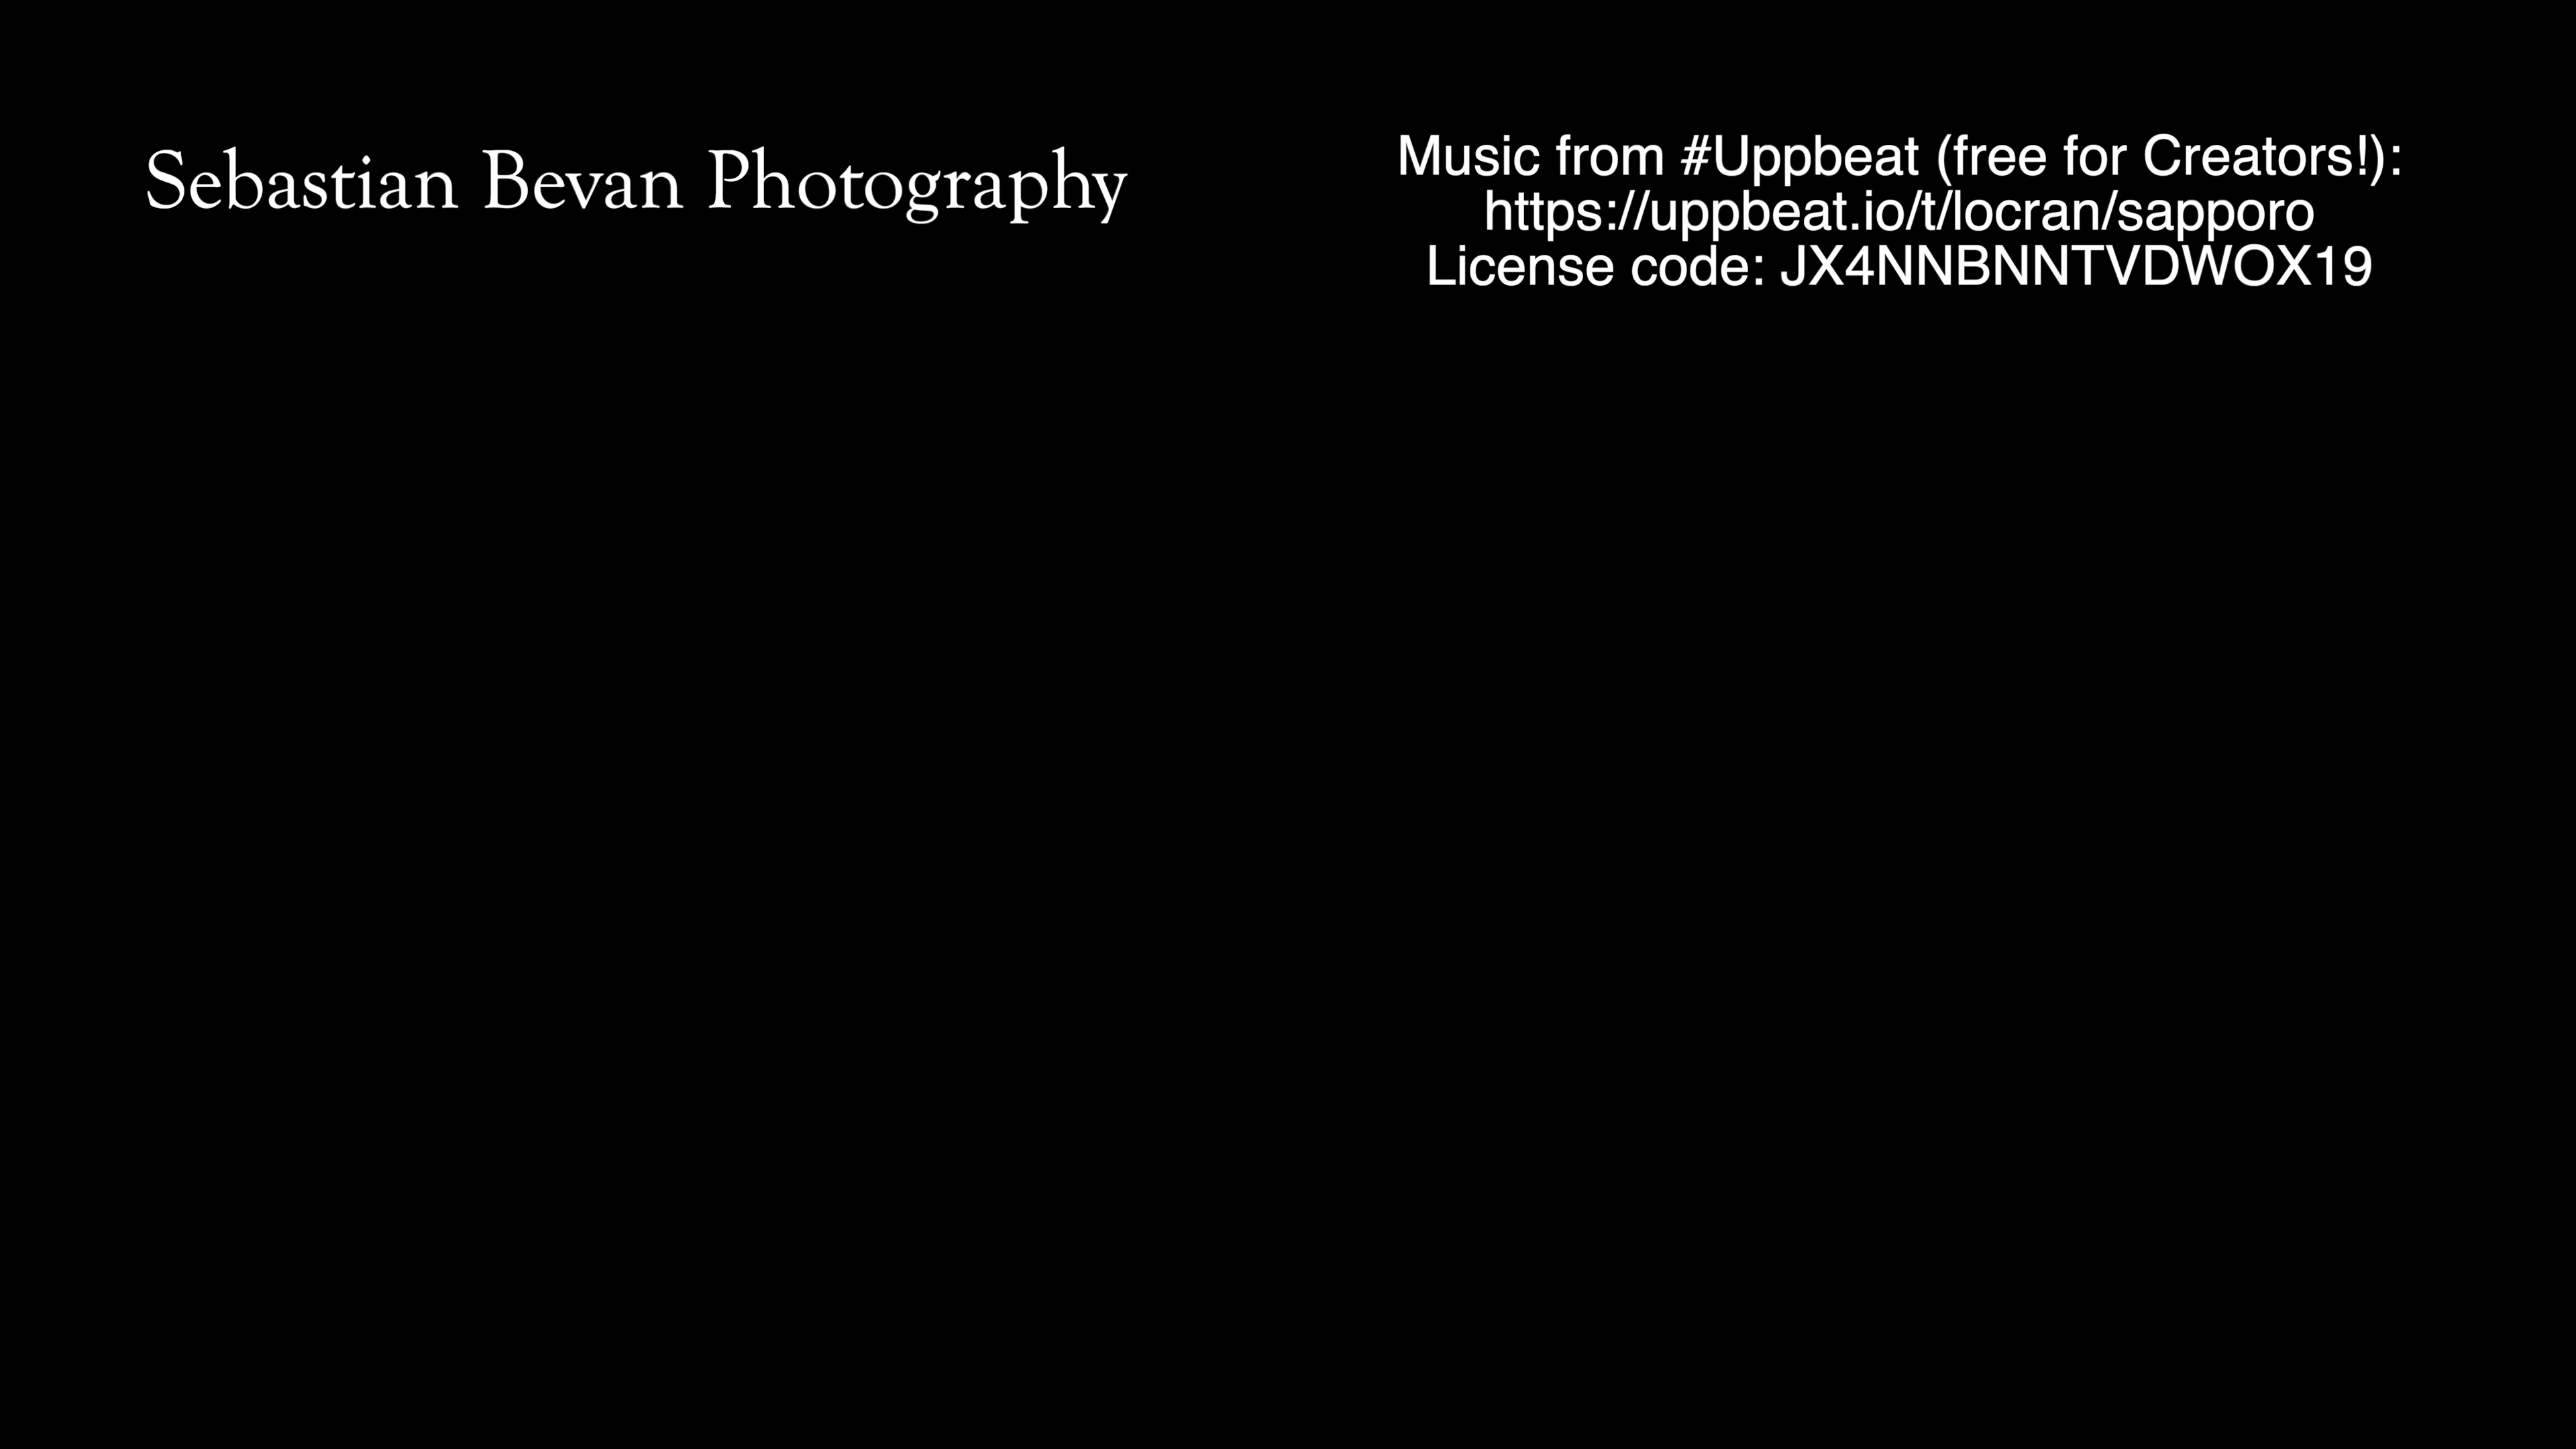 Sebastian Bevan Photography
Music from #Uppbeat (free for Creators!):
https://uppbeat.io/t/locran/sapporo
License code: JX4NNBNNTVDWOX19